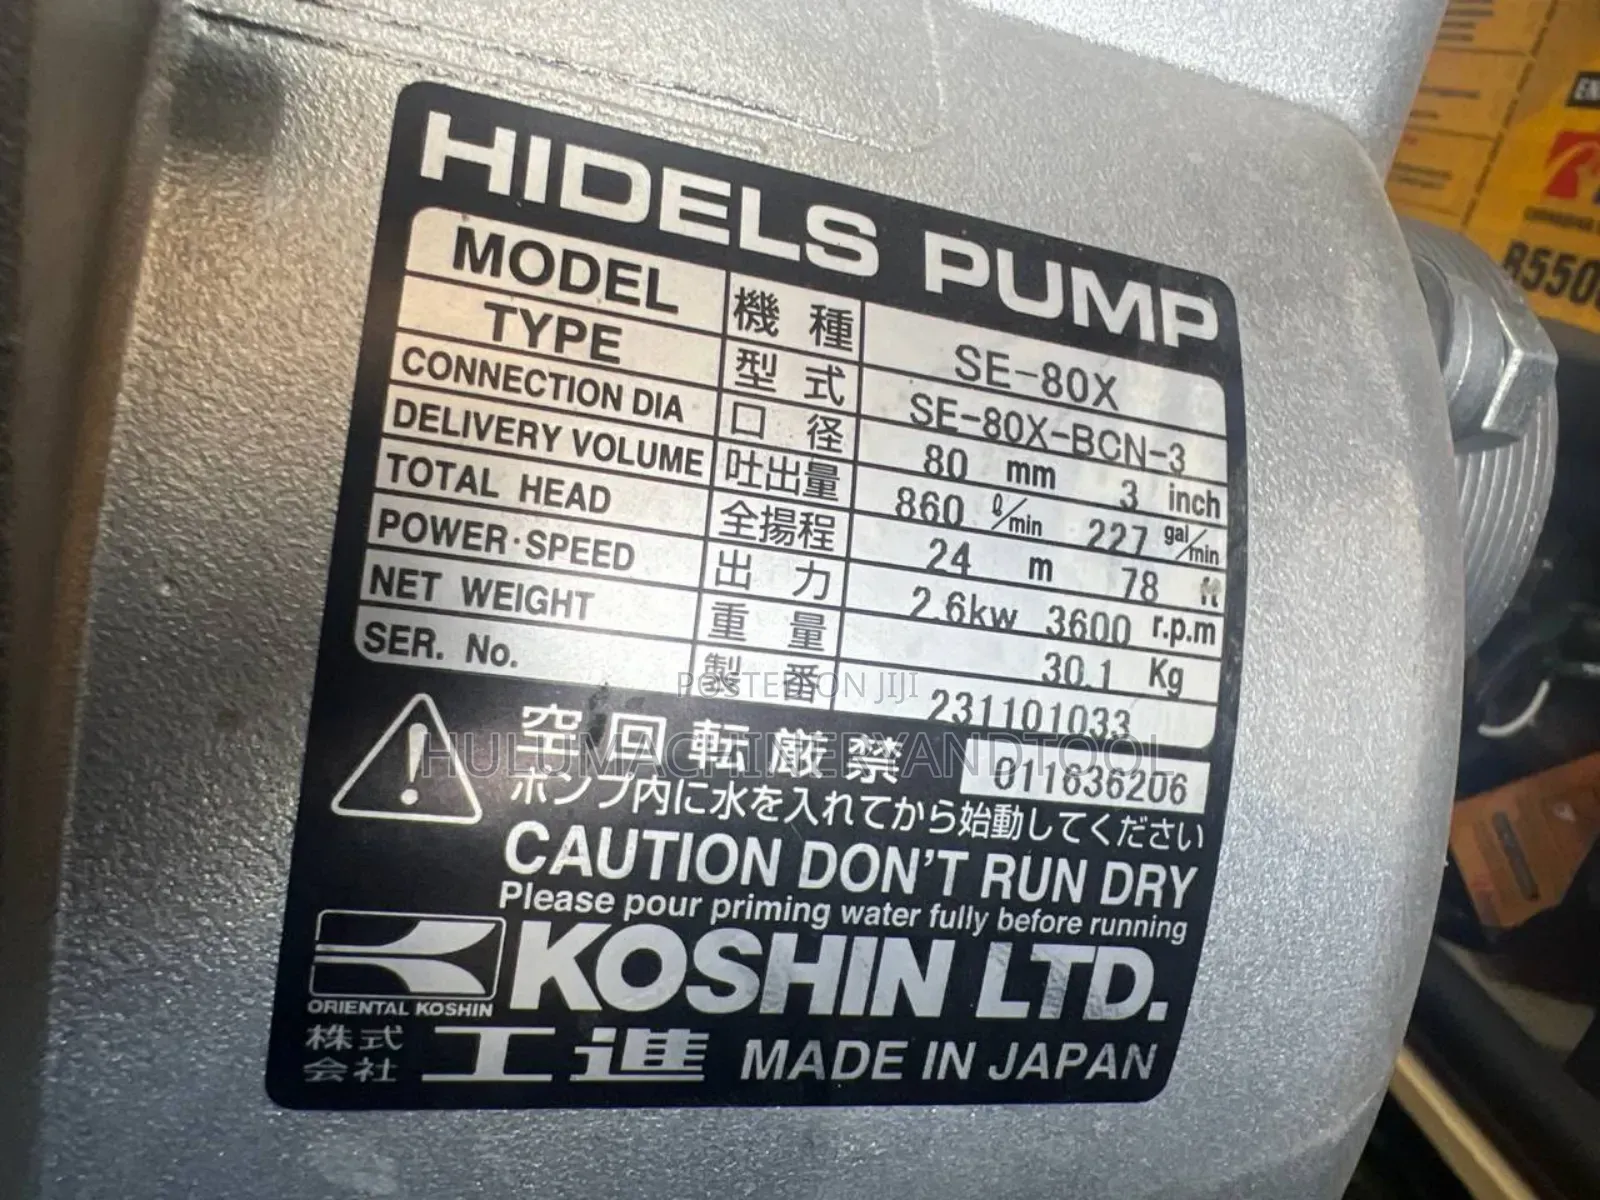 HIDELS PUMP
MODEL 機種 SE-80X
TYPE 型式 SE-80X-BCN-3
CONNECTION DIA 口径 80 mm 3 inch
DELIVERY VOLUME 吐出量 860 ℓ/min 227 gal/min
TOTAL HEAD 全揚程 24 m 78 ft
POWER·SPEED 出力 2.6kw 3600 r.p.m
NET WEIGHT 重量 30.1 Kg
SER. No. 製番 231101033
POSTED ON JIJI
空回転厳禁
HULUMACHINERYANDTOOL
011636206
ポンプ内に水を入れてから始動してください
CAUTION DON'T RUN DRY
Please pour priming water fully before running
KOSHIN LTD.
ORIENTAL KOSHIN
株式会社 工進 MADE IN JAPAN